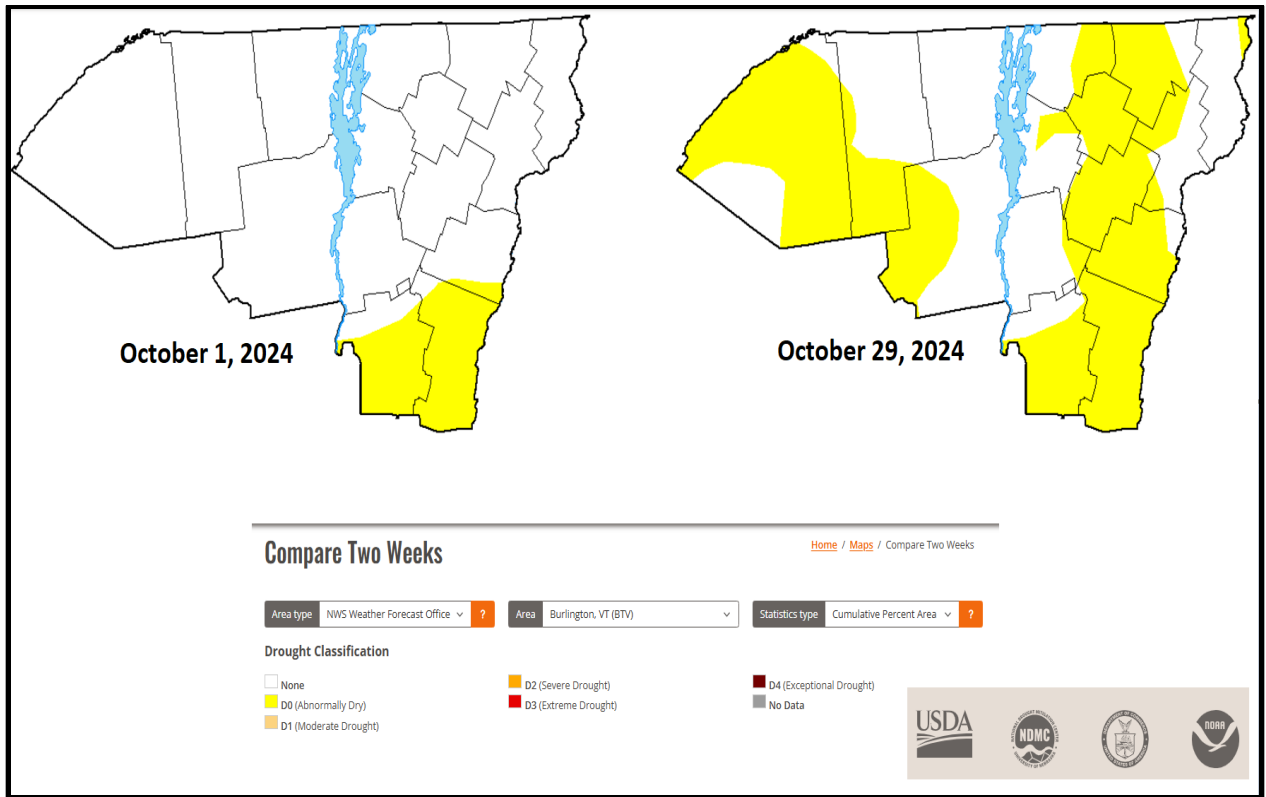 October 1, 2024
October 29, 2024
Compare Two Weeks
Home / Maps / Compare Two Weeks
Area type NWS Weather Forecast Office ?
Area Burlington, VT (BTV)
Statistics type Cumulative Percent Area ?
Drought Classification
None
D0 (Abnormally Dry)
D1 (Moderate Drought)
D2 (Severe Drought)
D3 (Extreme Drought)
D4 (Exceptional Drought)
No Data
USDA
NDMC
NOAA